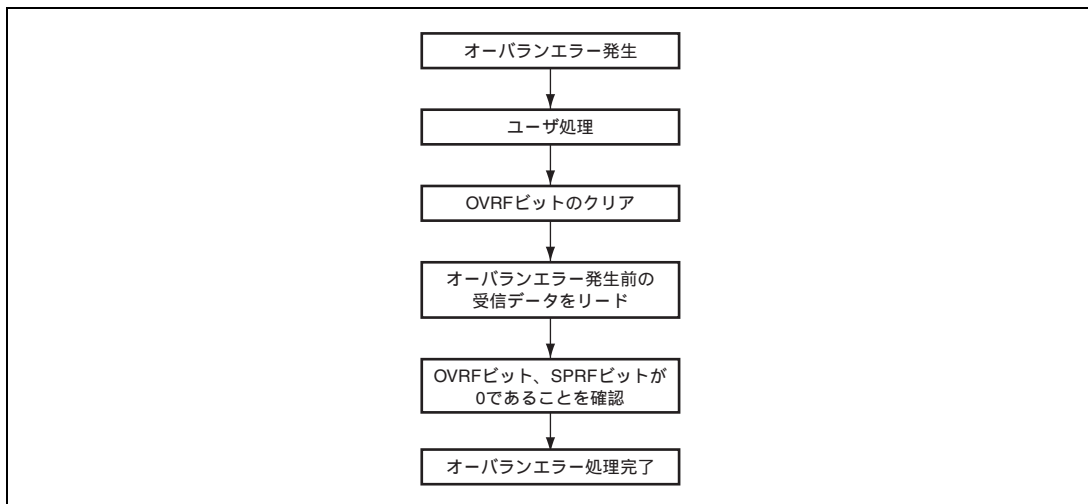 オーバランエラー発生
ユーザ処理
OVRFビットのクリア
オーバランエラー発生前の
受信データをリード
OVRFビット、SPRFビットが
0であることを確認
オーバランエラー処理完了